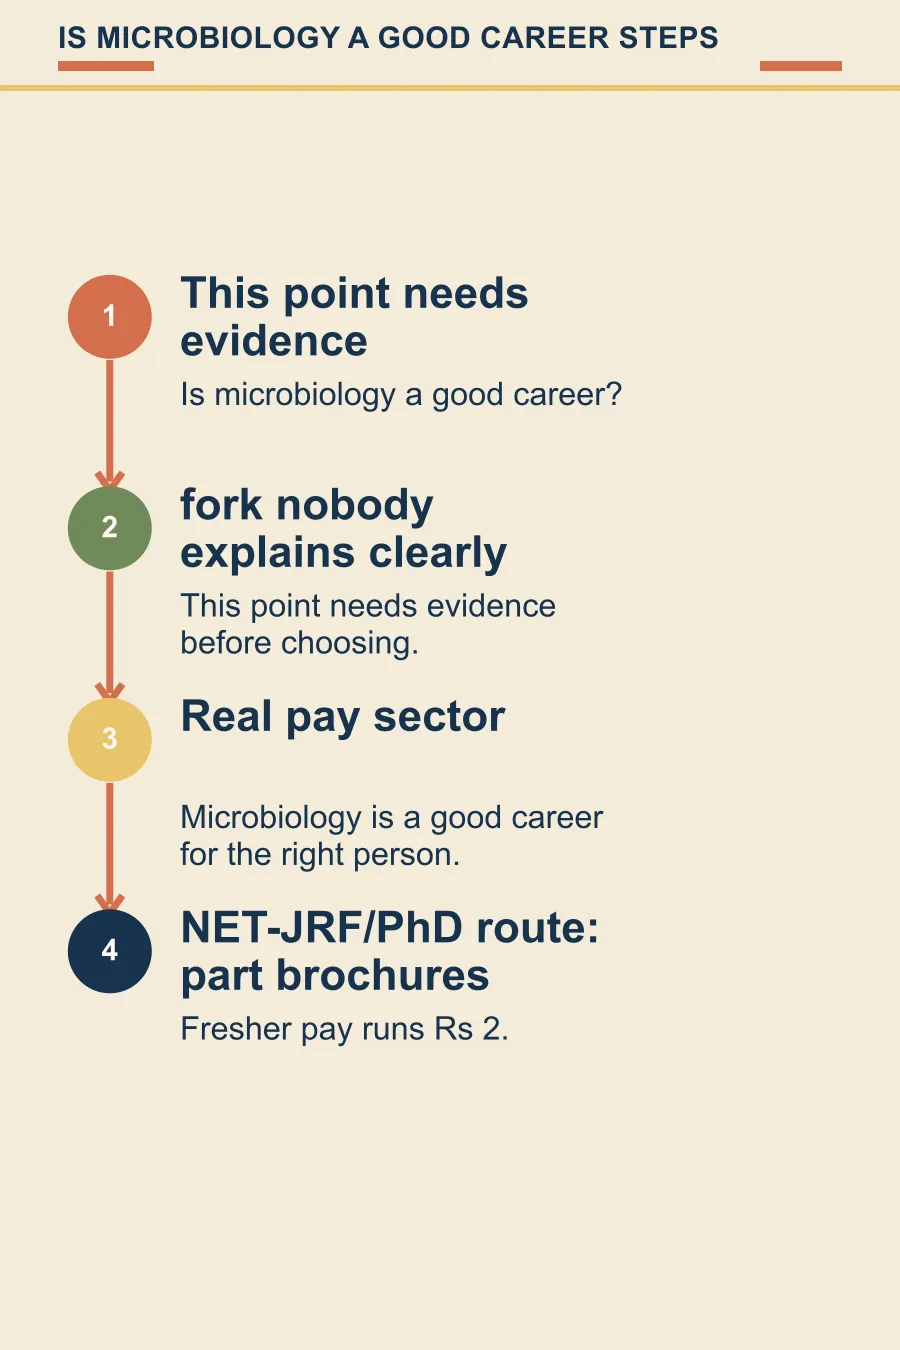 IS MICROBIOLOGY A GOOD CAREER STEPS
1
This point needs
evidence
Is microbiology a good career?
2
fork nobody
explains clearly
This point needs evidence
before choosing.
3
Real pay sector
Microbiology is a good career
for the right person.
4
NET-JRF/PhD route:
part brochures
Fresher pay runs Rs 2.